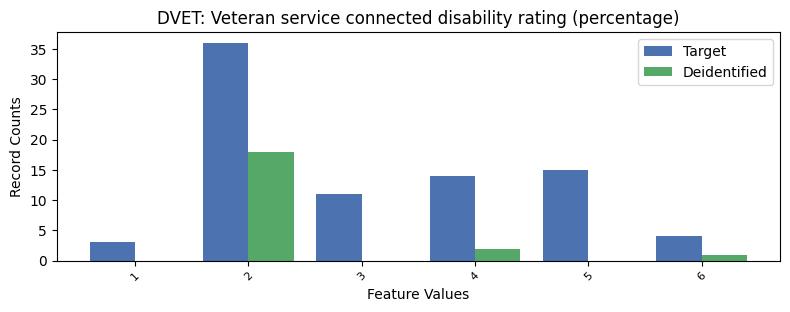 DVET: Veteran service connected disability rating (percentage)
Target
Deidentified
Record Counts
35
30
25
20
15
10
5
0
1 2 3 4 5 6
Feature Values